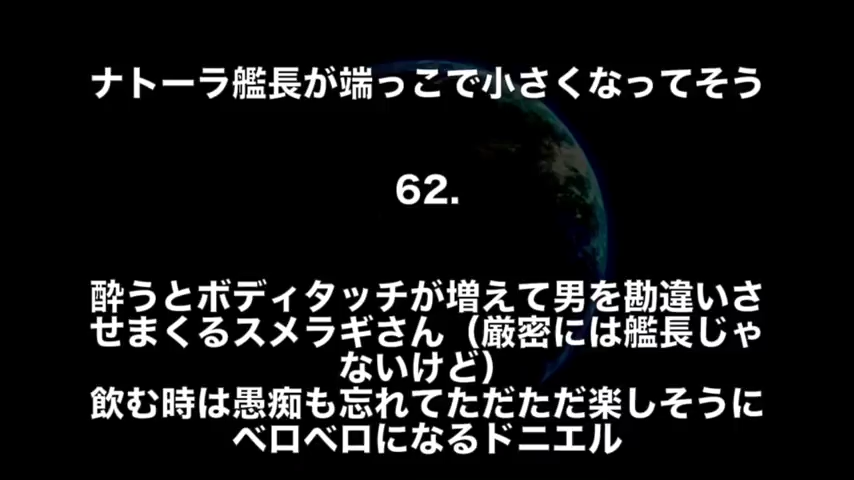 ナトーラ艦長が端っこで小さくなってそう
62.
酔うとボディタッチが増えて男を勘違いさ
せまくるスメラギさん（厳密には艦長じゃ
ないけど）
飲む時は愚痴も忘れてただただ楽しそうに
ベロベロになるドニエル